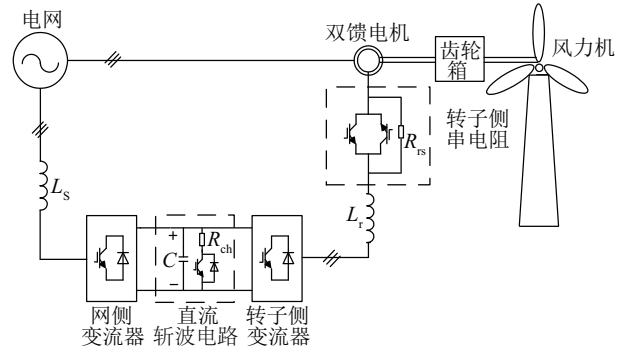 电网
双馈电机
齿轮
箱
风力机
转子侧
串电阻
R_rs
L_S
L_r
+
R_ch
C
−
网侧
变流器
直流
斩波电路
转子侧
变流器